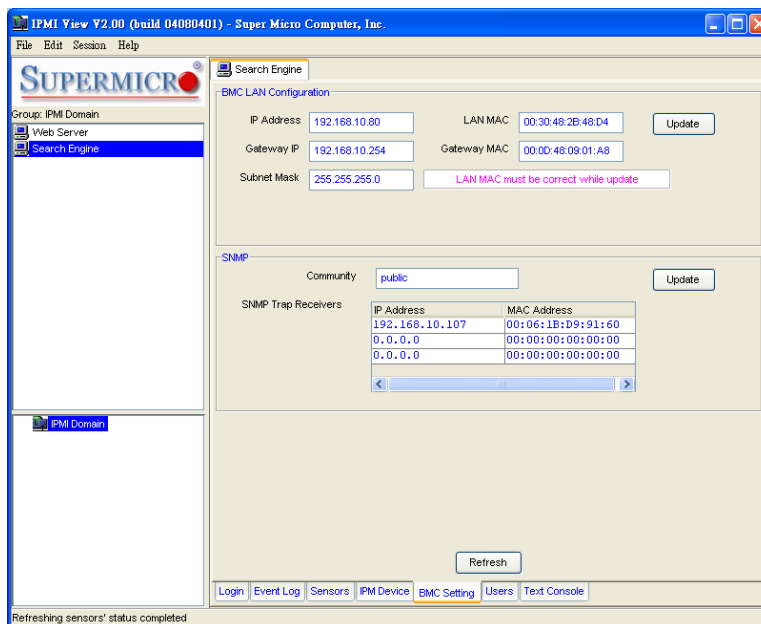 IPMI View V2.00 (build 04080401) - Super Micro Computer, Inc.
File Edit Session Help
SUPERMICRO®
Group: IPMI Domain
Web Server
Search Engine
IPMI Domain
Search Engine
BMC LAN Configuration
IP Address 192.168.10.80 LAN MAC 00:30:48:2B:48:D4 Update
Gateway IP 192.168.10.254 Gateway MAC 00:0D:48:09:01:A8
Subnet Mask 255.255.255.0 LAN MAC must be correct while update
SNMP
Community public Update
SNMP Trap Receivers
IP Address MAC Address
192.168.10.107 00:06:1B:D9:91:60
0.0.0.0 00:00:00:00:00:00
0.0.0.0 00:00:00:00:00:00
Refresh
Login Event Log Sensors IPM Device BMC Setting Users Text Console
Refreshing sensors' status completed